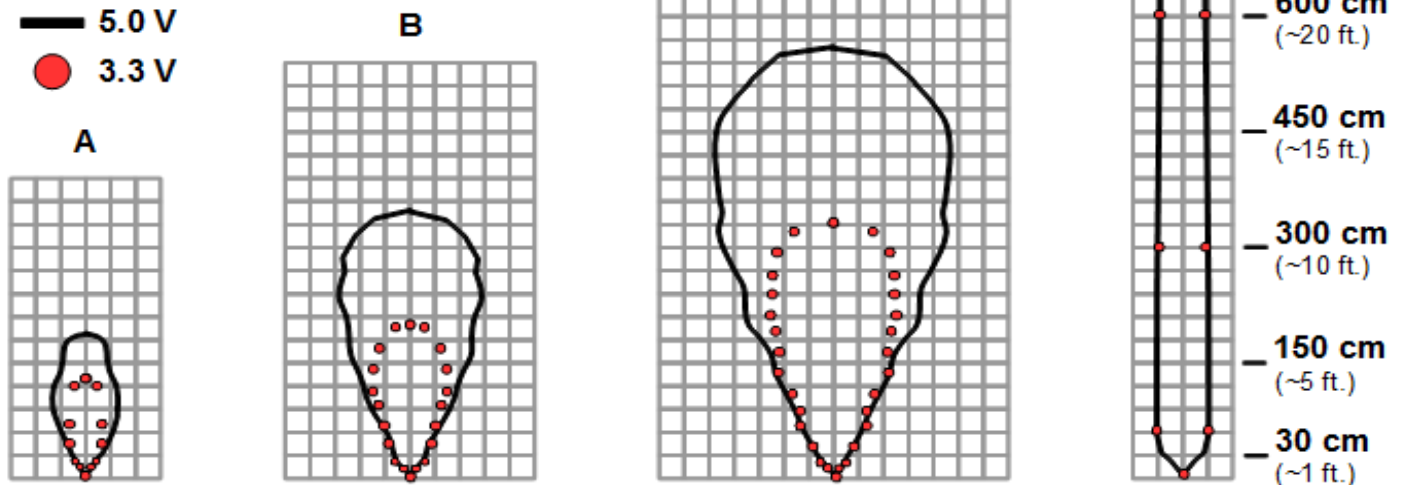 5.0 V
3.3 V
A
B
600 cm
(~20 ft.)
450 cm
(~15 ft.)
300 cm
(~10 ft.)
150 cm
(~5 ft.)
30 cm
(~1 ft.)